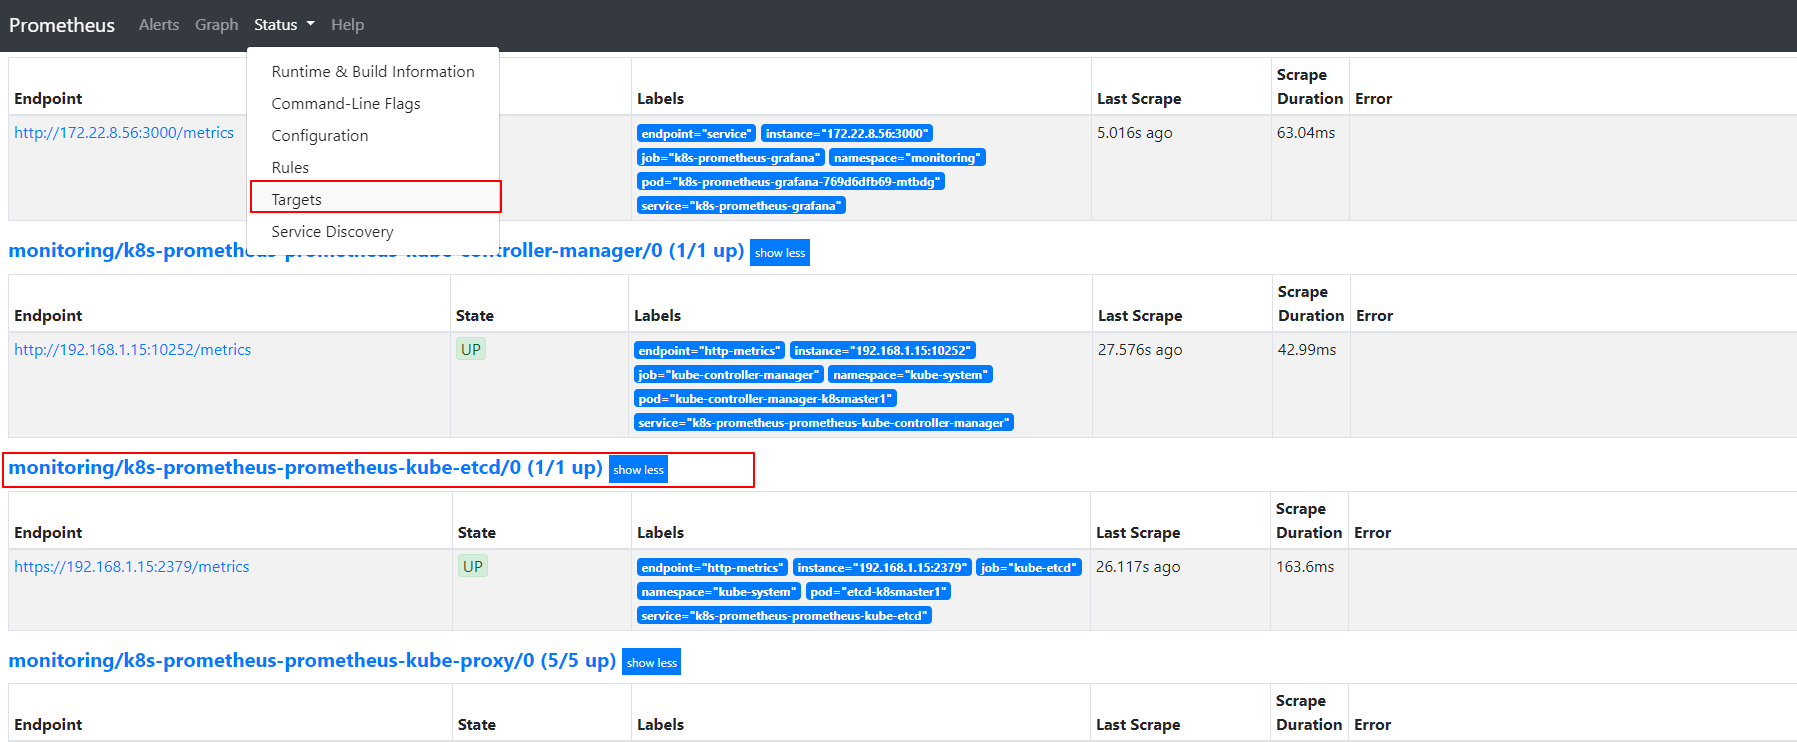 Prometheus Alerts Graph Status Help
Runtime & Build Information
Command-Line Flags
Configuration
Rules
Targets
Service Discovery
Endpoint Labels Last Scrape Scrape Duration Error
http://172.22.8.56:3000/metrics endpoint="service" instance="172.22.8.56:3000" 5.016s ago 63.04ms
job="k8s-prometheus-grafana" namespace="monitoring"
pod="k8s-prometheus-grafana-769d6dfb69-mtbdg"
service="k8s-prometheus-grafana"
monitoring/k8s-prometheus-prometheus-kube-controller-manager/0 (1/1 up) show less
Endpoint State Labels Last Scrape Scrape Duration Error
http://192.168.1.15:10252/metrics UP endpoint="http-metrics" instance="192.168.1.15:10252" 27.576s ago 42.99ms
job="kube-controller-manager" namespace="kube-system"
pod="kube-controller-manager-k8smaster1"
service="k8s-prometheus-prometheus-kube-controller-manager"
monitoring/k8s-prometheus-prometheus-kube-etcd/0 (1/1 up) show less
Endpoint State Labels Last Scrape Scrape Duration Error
https://192.168.1.15:2379/metrics UP endpoint="http-metrics" instance="192.168.1.15:2379" job="kube-etcd" 26.117s ago 163.6ms
namespace="kube-system" pod="etcd-k8smaster1"
service="k8s-prometheus-prometheus-kube-etcd"
monitoring/k8s-prometheus-prometheus-kube-proxy/0 (5/5 up) show less
Endpoint State Labels Last Scrape Scrape Duration Error